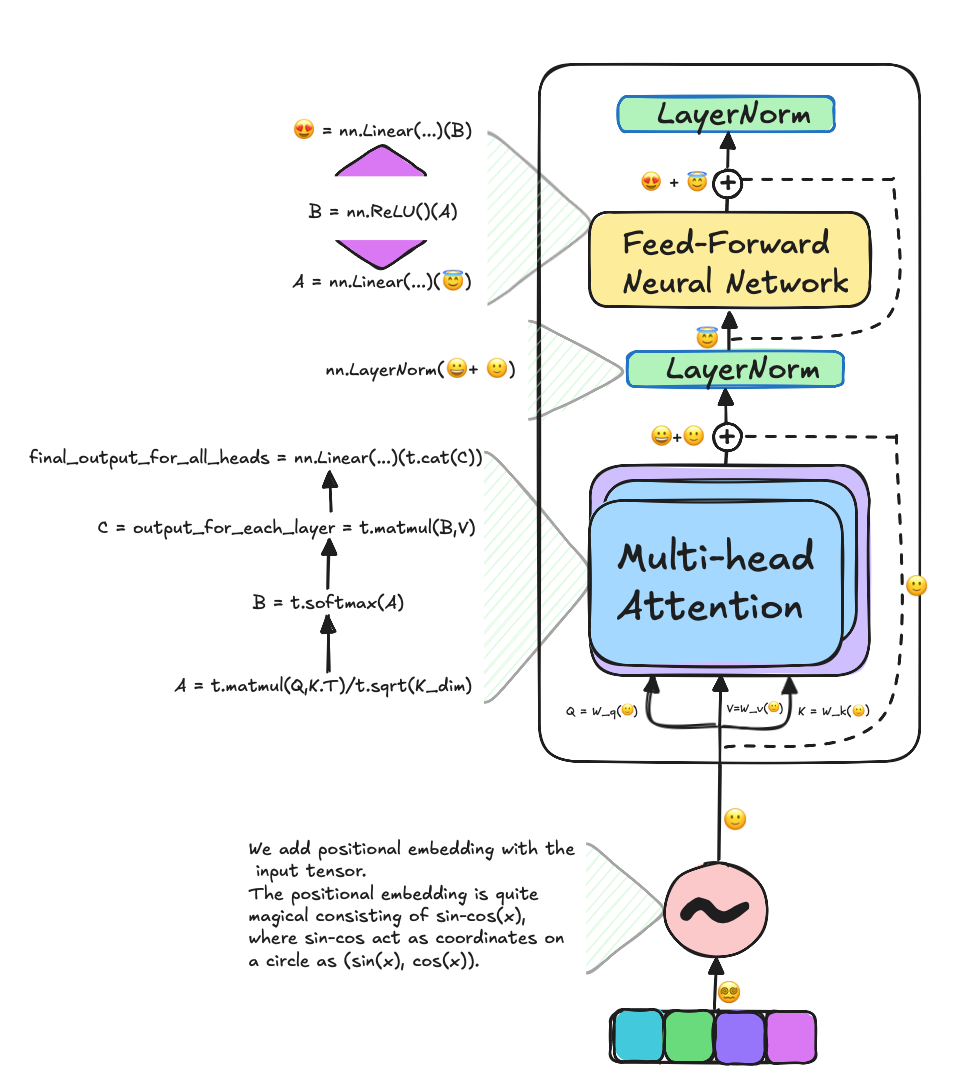 LayerNorm
😍 = nn.Linear(...)(B)
😍 + 😇 +
B = nn.ReLU()(A)
Feed-Forward
Neural Network
A = nn.Linear(...)(😇)
😇
nn.LayerNorm(😀+ 🙂)
LayerNorm
😀+🙂 +
final_output_for_all_heads = nn.Linear(...)(t.cat(C))
C = output_for_each_layer = t.matmul(B,V)
Multi-head
Attention
🙂
B = t.softmax(A)
A = t.matmul(Q,K.T)/t.sqrt(K_dim)
Q = W_q(🙂)
V=W_v(🙂)
K = W_k(🙂)
🙂
We add positional embedding with the
input tensor.
The positional embedding is quite
magical consisting of sin-cos(x),
where sin-cos act as coordinates on
a circle as (sin(x), cos(x)).
😵‍💫